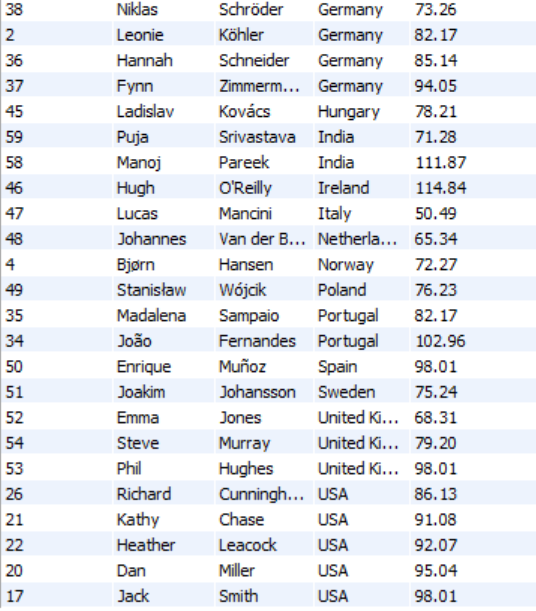 38 Niklas Schröder Germany 73.26
2 Leonie Köhler Germany 82.17
36 Hannah Schneider Germany 85.14
37 Fynn Zimmerm... Germany 94.05
45 Ladislav Kovács Hungary 78.21
59 Puja Srivastava India 71.28
58 Manoj Pareek India 111.87
46 Hugh O'Reilly Ireland 114.84
47 Lucas Mancini Italy 50.49
48 Johannes Van der B... Netherla... 65.34
4 Bjørn Hansen Norway 72.27
49 Stanisław Wójcik Poland 76.23
35 Madalena Sampaio Portugal 82.17
34 João Fernandes Portugal 102.96
50 Enrique Muñoz Spain 98.01
51 Joakim Johansson Sweden 75.24
52 Emma Jones United Ki... 68.31
54 Steve Murray United Ki... 79.20
53 Phil Hughes United Ki... 98.01
26 Richard Cunningh... USA 86.13
21 Kathy Chase USA 91.08
22 Heather Leacock USA 92.07
20 Dan Miller USA 95.04
17 Jack Smith USA 98.01